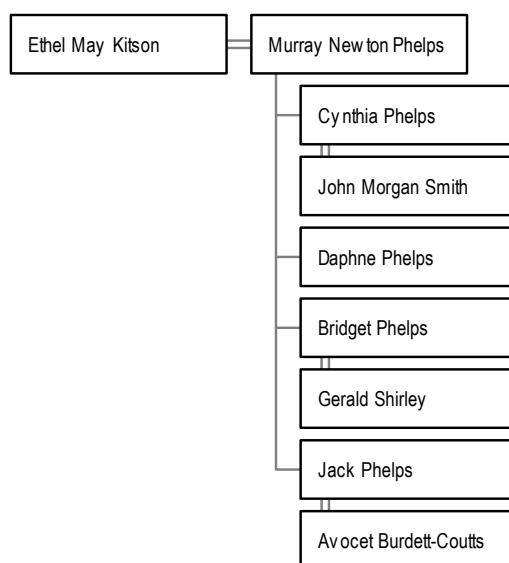 Ethel May Kitson
Murray Newton Phelps
Cynthia Phelps
John Morgan Smith
Daphne Phelps
Bridget Phelps
Gerald Shirley
Jack Phelps
Avocet Burdett-Coutts